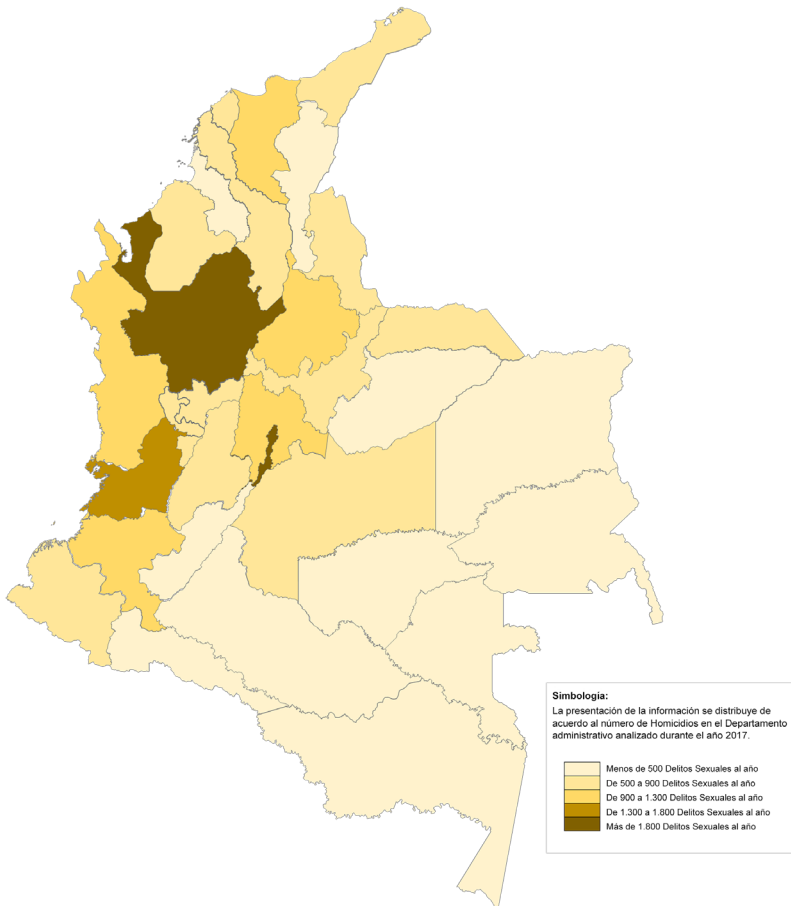 Simbología:
La presentación de la información se distribuye de
acuerdo al número de Homicidios en el Departamento
administrativo analizado durante el año 2017.
Menos de 500 Delitos Sexuales al año
De 500 a 900 Delitos Sexuales al año
De 900 a 1.300 Delitos Sexuales al año
De 1.300 a 1.800 Delitos Sexuales al año
Más de 1.800 Delitos Sexuales al año